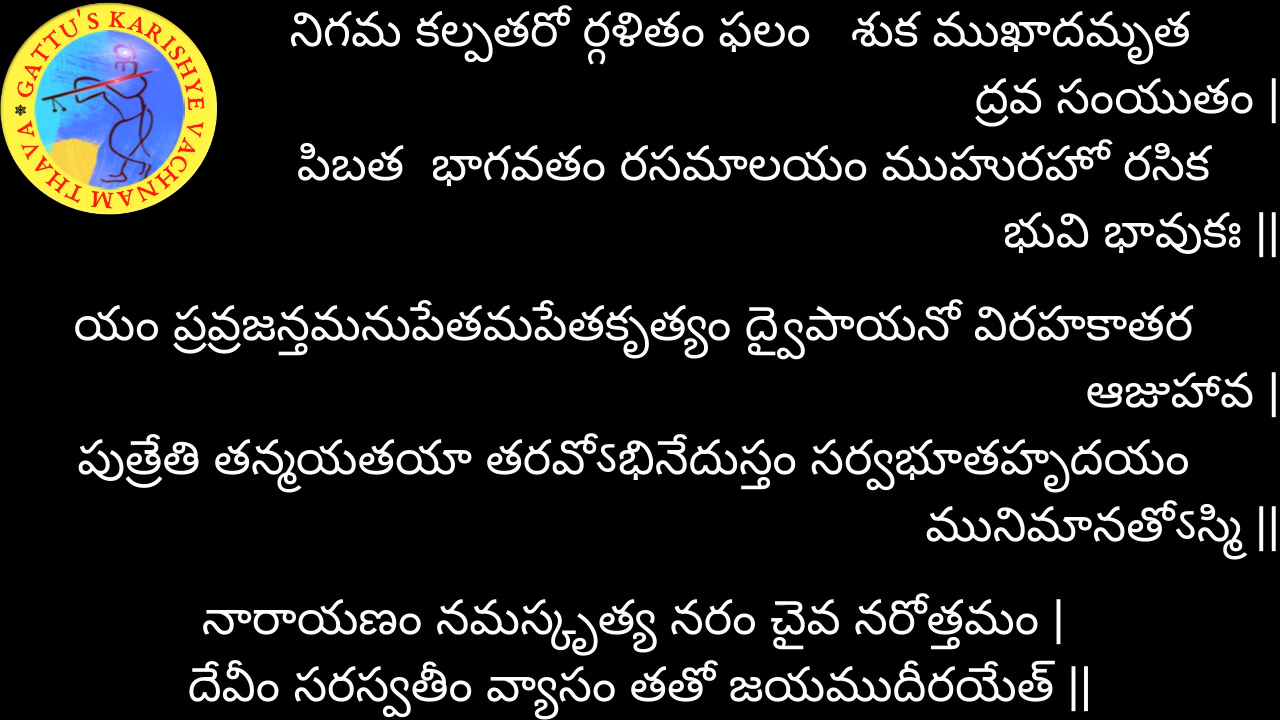 GATTU'S KARISHYE VACHNAM THAVA
నిగమ కల్పతరో ర్గళితం ఫలం శుక ముఖాదమృత
ద్రవ సంయుతం |
పిబత భాగవతం రసమాలయం ముహురహో రసిక
భువి భావుకః ||
యం ప్రవ్రజన్తమనుపేతమపేతకృత్యం ద్వైపాయనో విరహకాతర
ఆజుహావ |
పుత్రేతి తన్మయతయా తరవోఽభినేదుస్తం సర్వభూతహృదయం
మునిమానతోఽస్మి ||
నారాయణం నమస్కృత్య నరం చైవ నరోత్తమం |
దేవీం సరస్వతీం వ్యాసం తతో జయముదీరయేత్ ||